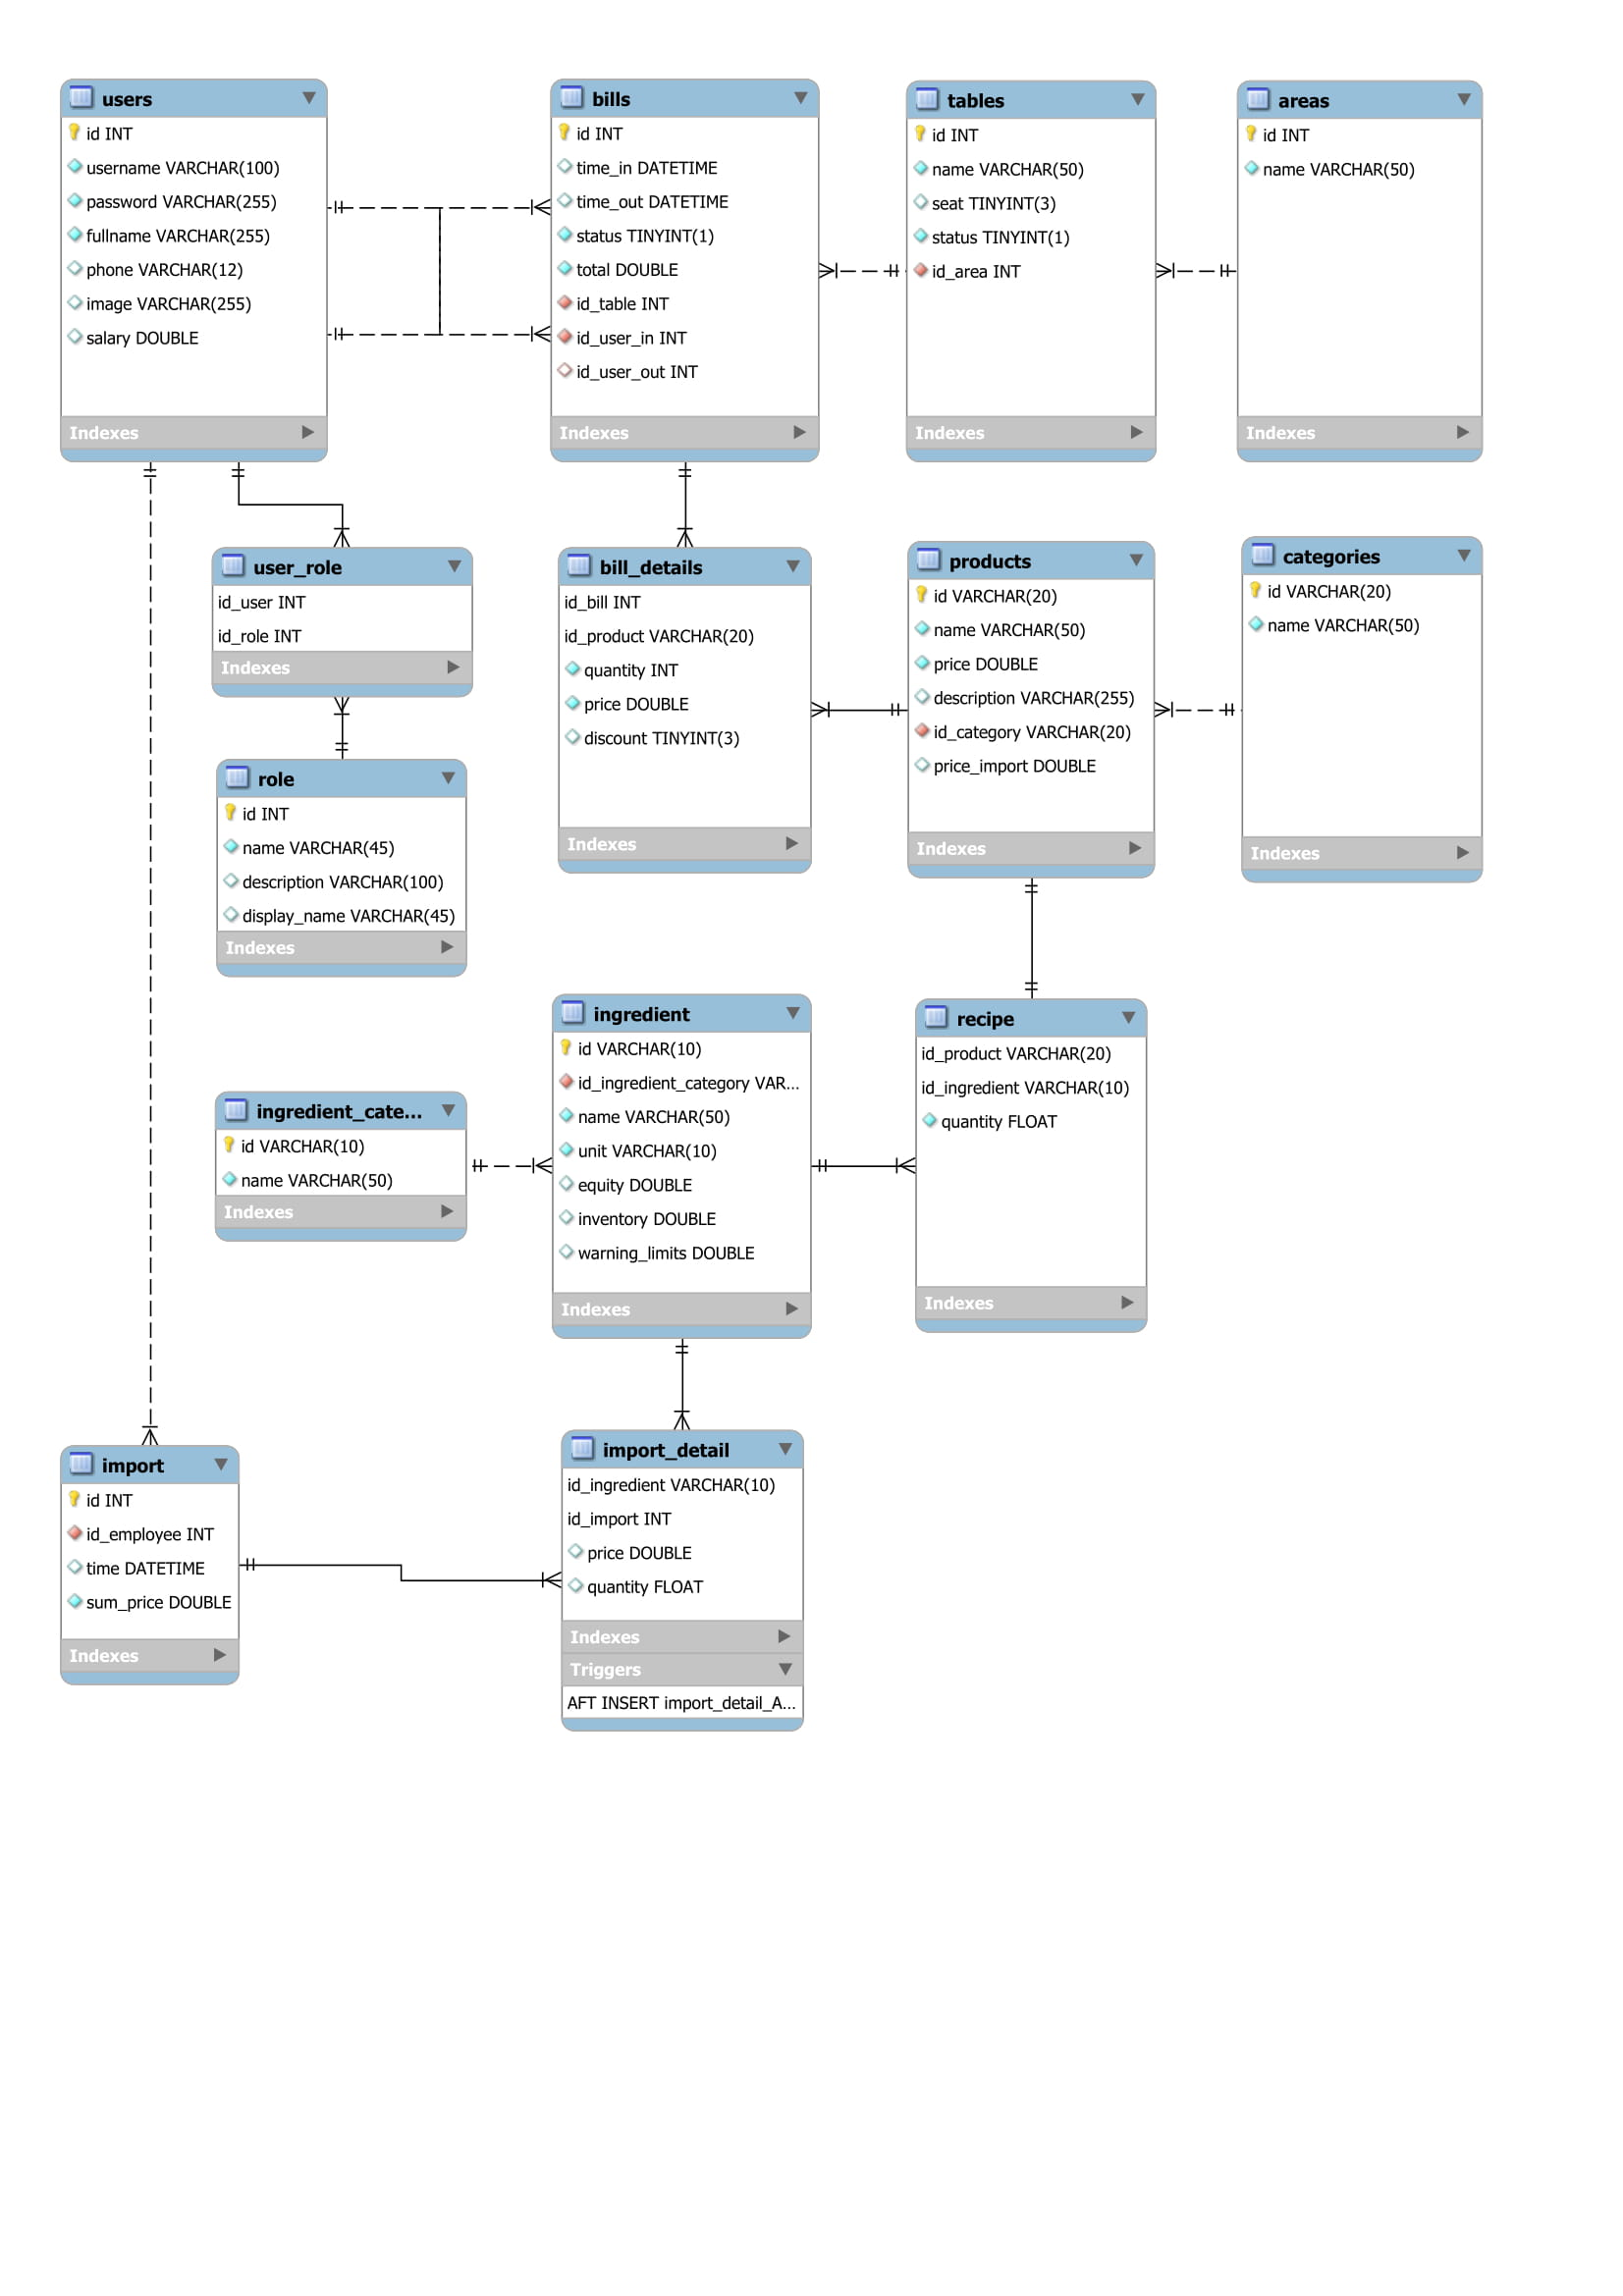 users
id INT
username VARCHAR(100)
password VARCHAR(255)
fullname VARCHAR(255)
phone VARCHAR(12)
image VARCHAR(255)
salary DOUBLE
Indexes
bills
id INT
time_in DATETIME
time_out DATETIME
status TINYINT(1)
total DOUBLE
id_table INT
id_user_in INT
id_user_out INT
Indexes
tables
id INT
name VARCHAR(50)
seat TINYINT(3)
status TINYINT(1)
id_area INT
Indexes
areas
id INT
name VARCHAR(50)
Indexes
user_role
id_user INT
id_role INT
Indexes
bill_details
id_bill INT
id_product VARCHAR(20)
quantity INT
price DOUBLE
discount TINYINT(3)
Indexes
products
id VARCHAR(20)
name VARCHAR(50)
price DOUBLE
description VARCHAR(255)
id_category VARCHAR(20)
price_import DOUBLE
Indexes
categories
id VARCHAR(20)
name VARCHAR(50)
Indexes
role
id INT
name VARCHAR(45)
description VARCHAR(100)
display_name VARCHAR(45)
Indexes
ingredient
id VARCHAR(10)
id_ingredient_category VAR...
name VARCHAR(50)
unit VARCHAR(10)
equity DOUBLE
inventory DOUBLE
warning_limits DOUBLE
Indexes
recipe
id_product VARCHAR(20)
id_ingredient VARCHAR(10)
quantity FLOAT
Indexes
ingredient_cate...
id VARCHAR(10)
name VARCHAR(50)
Indexes
import
id INT
id_employee INT
time DATETIME
sum_price DOUBLE
Indexes
import_detail
id_ingredient VARCHAR(10)
id_import INT
price DOUBLE
quantity FLOAT
Indexes
Triggers
AFT INSERT import_detail_A...